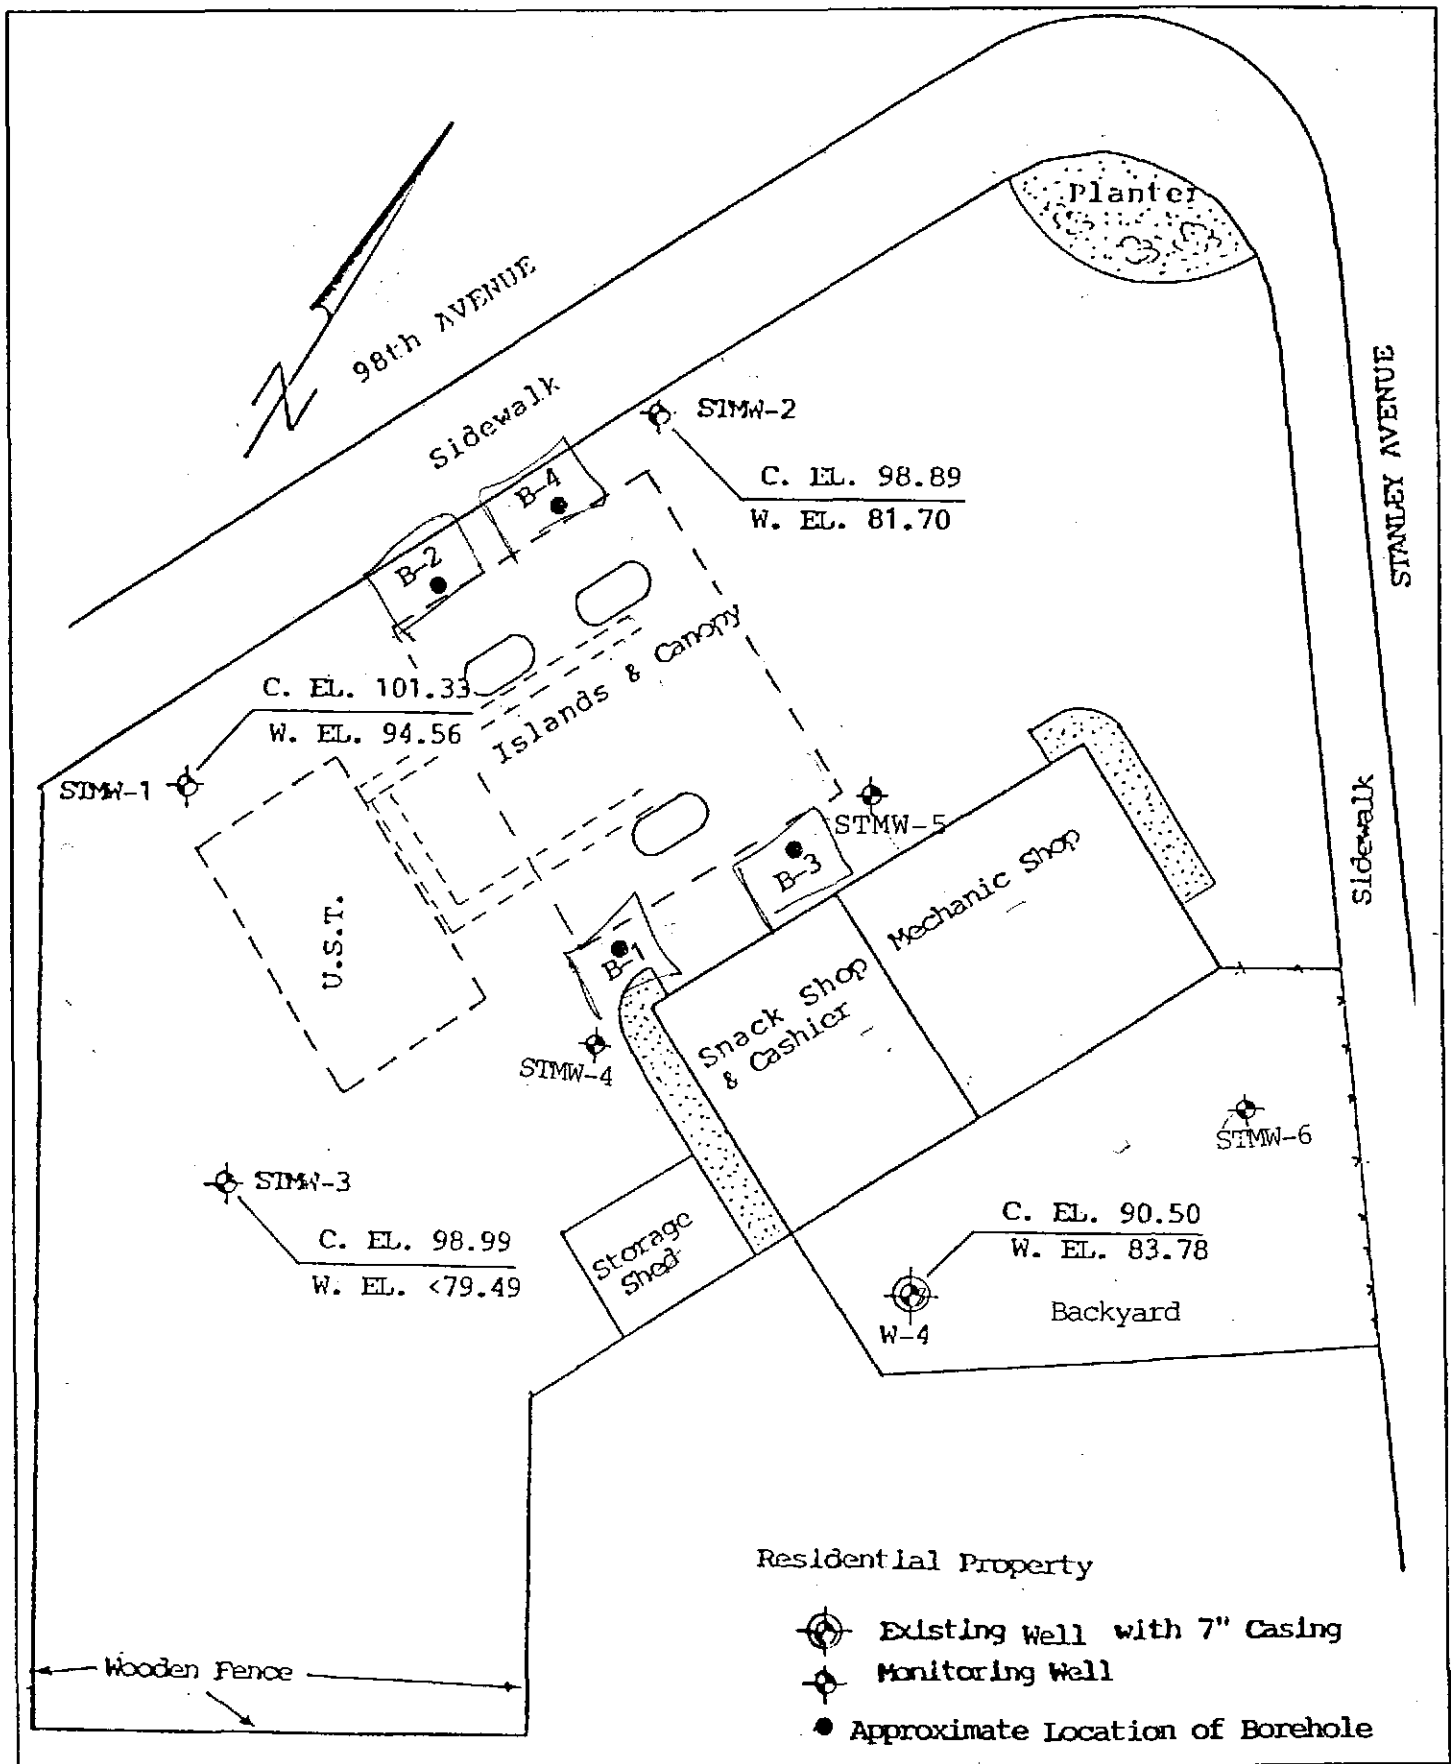 Planter
98th AVENUE
Sidewalk
STANLEY AVENUE
STMW-2
C. EL. 98.89
W. EL. 81.70
B-4
B-2
Islands & Canopy
C. EL. 101.33
W. EL. 94.56
STMW-1
STMW-5
Sidewalk
B-3
Mechanic Shop
U.S.T.
B-1
Snack Shop
& Cashier
STMW-4
STMW-6
STMW-3
C. EL. 98.99
W. EL. <79.49
Storage
Shed
C. EL. 90.50
W. EL. 83.78
W-4
Backyard
Residential Property
Existing Well with 7" Casing
Monitoring Well
Approximate Location of Borehole
Wooden Fence
N